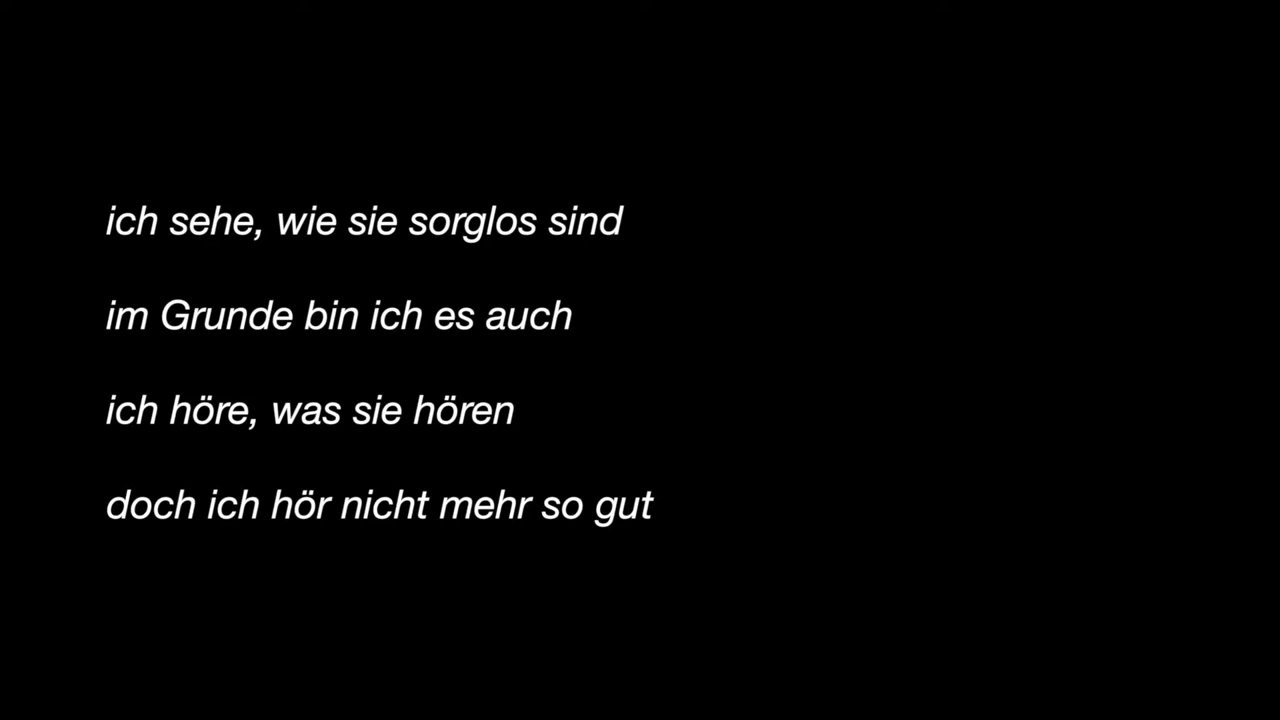 ich sehe, wie sie sorglos sind
im Grunde bin ich es auch
ich höre, was sie hören
doch ich hör nicht mehr so gut